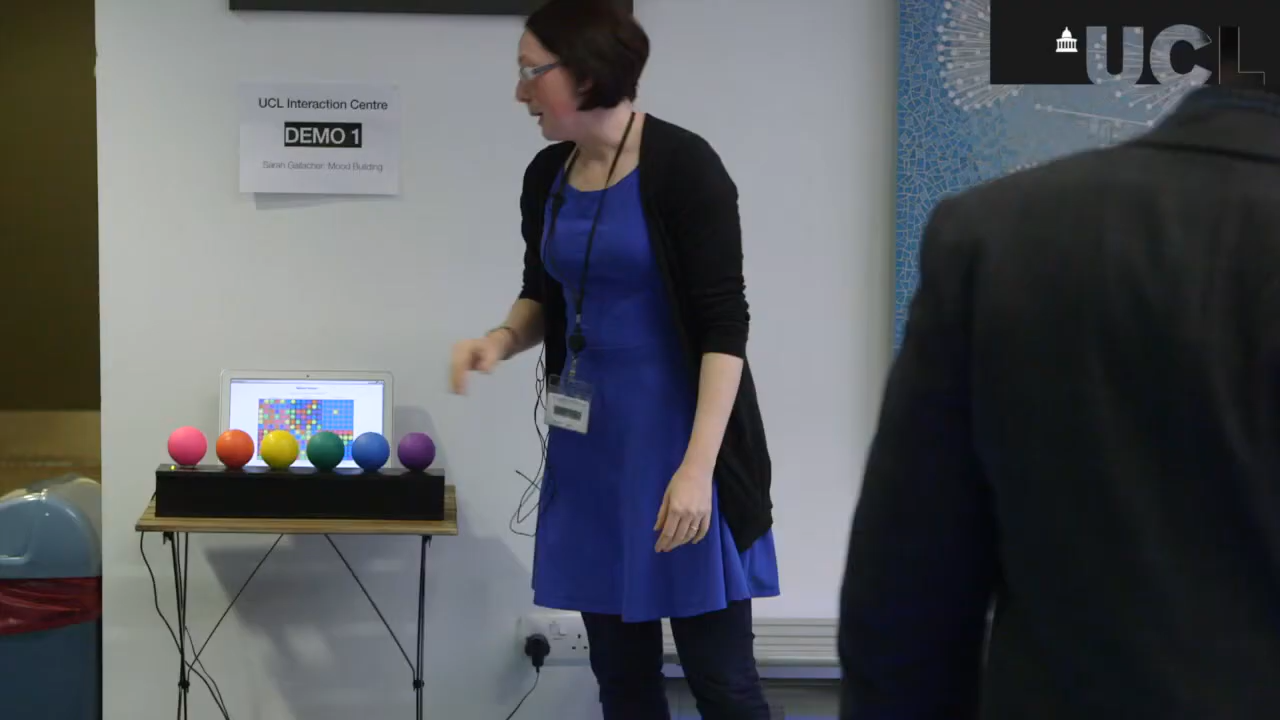 UCL Interaction Centre
DEMO 1
Sarah Gallacher: Mood Building
UCL